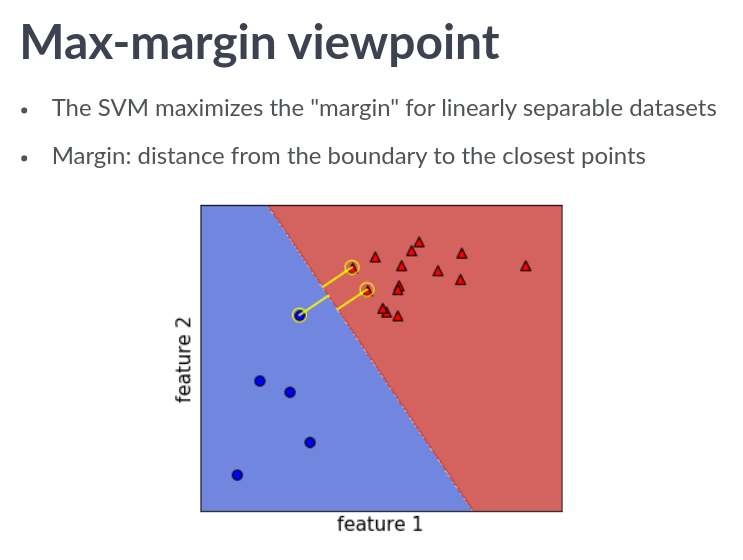 Max-margin viewpoint
• The SVM maximizes the "margin" for linearly separable datasets
• Margin: distance from the boundary to the closest points
feature 2
feature 1